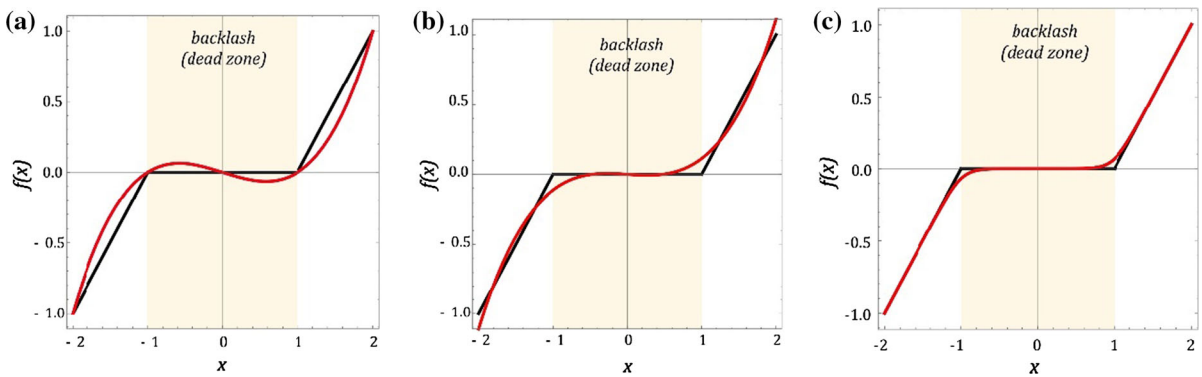 (a)
backlash
(dead zone)
1.0
0.5
0.0
- 0.5
- 1.0
f(x)
- 2
- 1
0
1
2
x
(b)
backlash
(dead zone)
1.0
0.5
0.0
- 0.5
- 1.0
f(x)
- 2
- 1
0
1
2
x
(c)
backlash
(dead zone)
1.0
0.5
0.0
-0.5
-1.0
f(x)
-2
-1
0
1
2
x